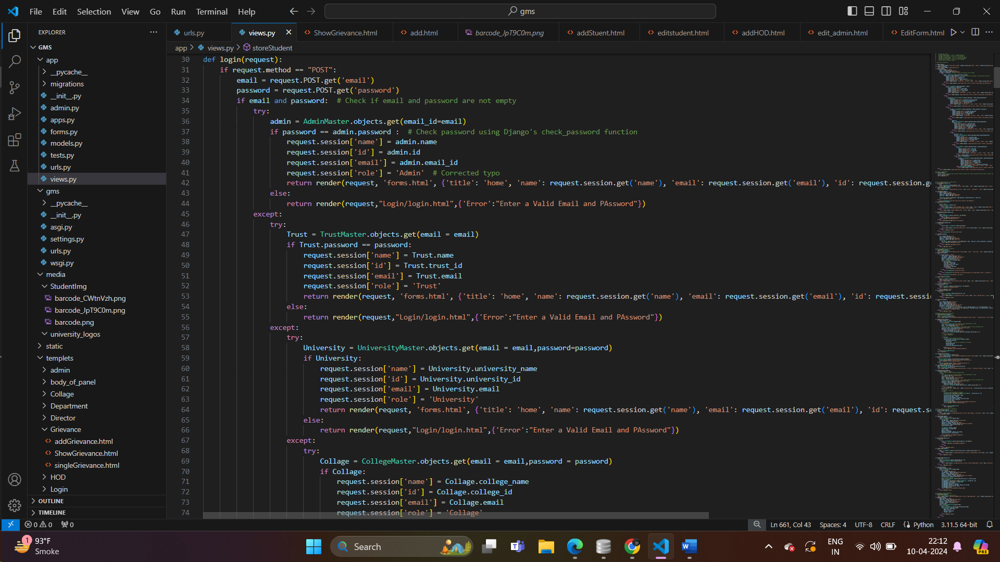 File Edit Selection View Go Run Terminal Help
gms
EXPLORER
urls.py
views.py
ShowGrievance.html
add.html
barcode_JpT9C0m.png
addStuent.html
editstudent.html
addHOD.html
edit_admin.html
EditForm.html
app > views.py > storeStudent
GMS
app
__pycache__
migrations
__init__.py
admin.py
apps.py
forms.py
models.py
tests.py
urls.py
views.py
gms
__pycache__
__init__.py
asgi.py
settings.py
urls.py
wsgi.py
media
StudentImg
barcode_CWtnVzh.png
barcode_JpT9C0m.png
barcode.png
university_logos
static
templets
admin
body_of_panel
Collage
Department
Director
Grievance
addGrievance.html
ShowGrievance.html
singleGrievance.html
HOD
Login
OUTLINE
TIMELINE
30 def login(request):
31 if request.method == "POST":
32 email = request.POST.get('email')
33 password = request.POST.get('password')
34 if email and password: # Check if email and password are not empty
35 try:
36 admin = AdminMaster.objects.get(email_id=email)
37 if password == admin.password : # Check password using Django's check_password function
38 request.session['name'] = admin.name
39 request.session['id'] = admin.id
40 request.session['email'] = admin.email_id
41 request.session['role'] = 'Admin' # Corrected typo
42 return render(request, 'forms.html', {'title': 'home', 'name': request.session.get('name'), 'email': request.session.get('email'), 'id': request.session.ge
43 else:
44 return render(request,"Login/login.html",{'Error':"Enter a Valid Email and PAssword"})
45 except:
46 try:
47 Trust = TrustMaster.objects.get(email = email)
48 if Trust.password == password:
49 request.session['name'] = Trust.name
50 request.session['id'] = Trust.trust_id
51 request.session['email'] = Trust.email
52 request.session['role'] = 'Trust'
53 return render(request, 'forms.html', {'title': 'home', 'name': request.session.get('name'), 'email': request.session.get('email'), 'id': request.sessi
54 else:
55 return render(request,"Login/login.html",{'Error':"Enter a Valid Email and PAssword"})
56 except:
57 try:
58 University = UniversityMaster.objects.get(email = email,password=password)
59 if University:
60 request.session['name'] = University.university_name
61 request.session['id'] = University.university_id
62 request.session['email'] = University.email
63 request.session['role'] = 'University'
64 return render(request, 'forms.html', {'title': 'home', 'name': request.session.get('name'), 'email': request.session.get('email'), 'id': request.se
65 else:
66 return render(request,"Login/login.html",{'Error':"Enter a Valid Email and PAssword"})
67 except:
68 try:
69 Collage = CollegeMaster.objects.get(email = email,password = password)
70 if Collage:
71 request.session['name'] = Collage.college_name
72 request.session['id'] = Collage.college_id
73 request.session['email'] = Collage.email
74 request.session['role'] = 'Collage'
0 0 0 Ln 661, Col 43 Spaces: 4 UTF-8 CRLF Python 3.11.5 64-bit
1
93°F
Smoke
Search
PRE
ENG
IN
22:12
10-04-2024